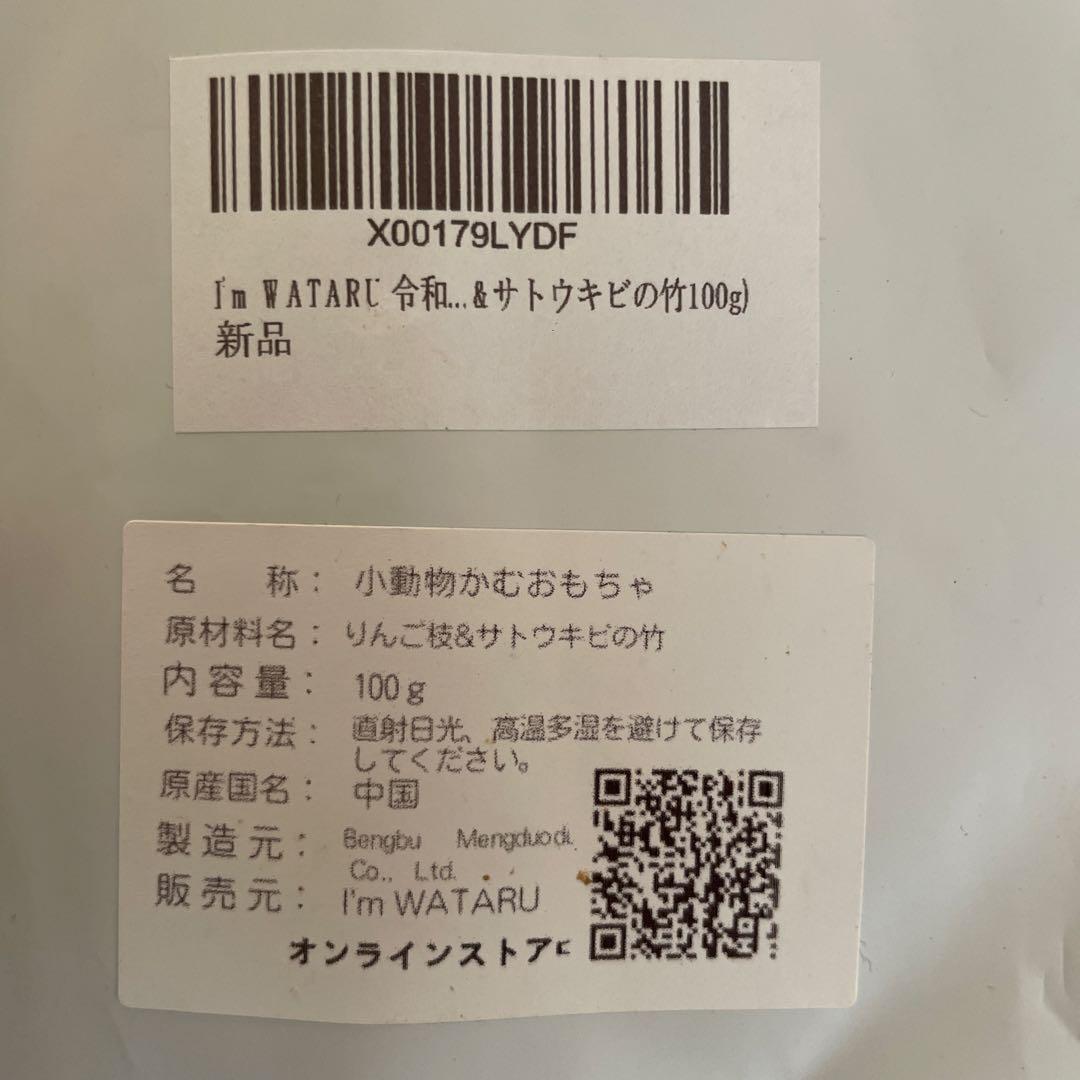 X00179LYDF
I'm WATARU 令和...&サトウキビの竹100g)
新品
名　　称： 小動物かむおもちゃ
原材料名： りんご枝&サトウキビの竹
内容量： 100g
保存方法： 直射日光、高温多湿を避けて保存
してください。
原産国名： 中国
製造元： Bengbu Mengduodi
Co., Ltd.
販売元： I'm WATARU
オンラインストア